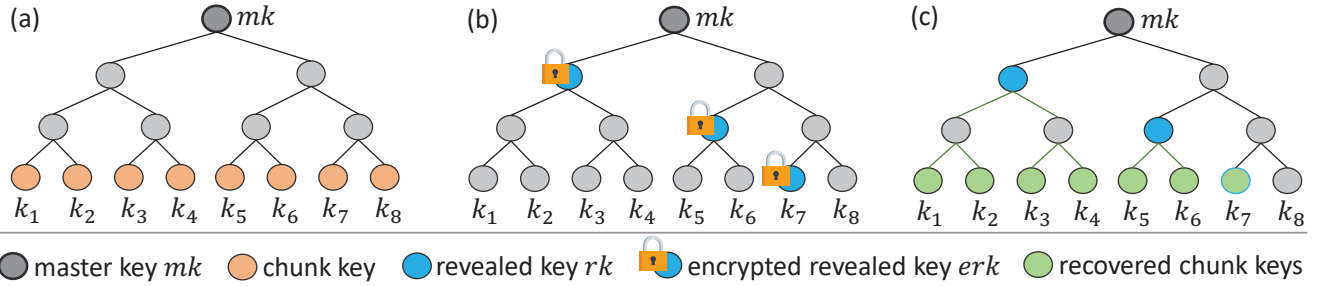 (a) mk (b) mk (c) mk
k1 k2 k3 k4 k5 k6 k7 k8 k1 k2 k3 k4 k5 k6 k7 k8 k1 k2 k3 k4 k5 k6 k7 k8
master key mk chunk key revealed key rk encrypted revealed key erk recovered chunk keys